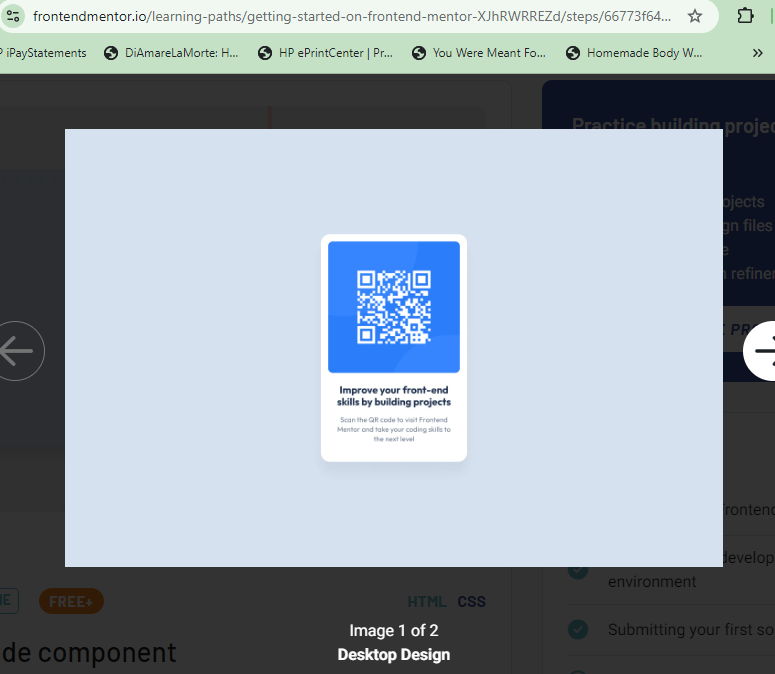 frontendmentor.io/learning-paths/getting-started-on-frontend-mentor-XJhRWRREZd/steps/66773f64...
iPayStatements
DiAmareLaMorte: H...
HP ePrintCenter | Pr...
You Were Meant Fo...
Homemade Body W...
»
Practice building projec
ojects
gn files
e
n refiner
PR
Improve your front-end
skills by building projects
Scan the QR code to visit Frontend
Mentor and take your coding skills to
the next level
rontend
develop
environment
Submitting your first so
FREE+
HTML CSS
de component
Image 1 of 2
Desktop Design